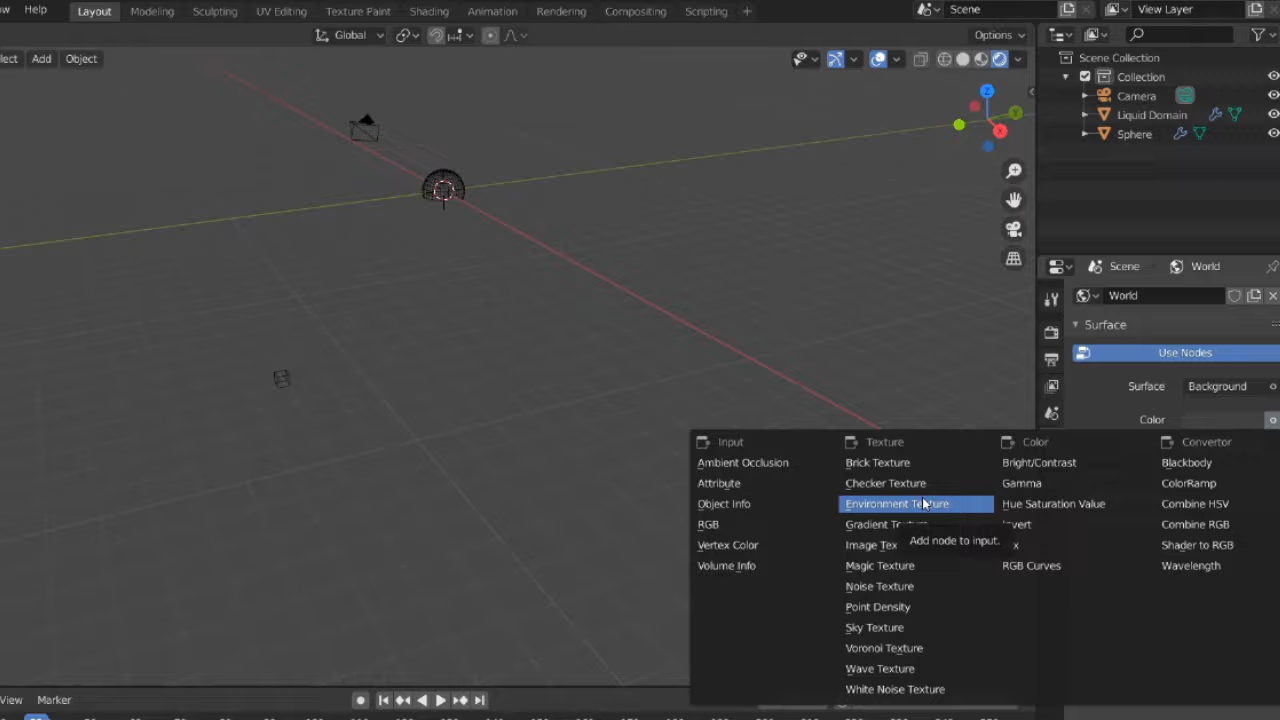 Help
Layout Modeling Sculpting UV Editing Texture Paint Shading Animation Rendering Compositing Scripting +
Scene
View Layer
Global
Options
Add Object
Scene Collection
Collection
Camera
Liquid Domain
Sphere
Z
Y
X
Scene World
World
Surface
Use Nodes
Surface Background
Color
Input Texture Color Convertor
Ambient Occlusion Brick Texture Bright/Contrast Blackbody
Attribute Checker Texture Gamma ColorRamp
Object Info Environment Texture Hue Saturation Value Combine HSV
RGB Gradient Combine RGB
Vertex Color Image Add node to input. Shader to RGB
Volume Info Magic Texture RGB Curves Wavelength
Noise Texture
Point Density
Sky Texture
Voronoi Texture
Wave Texture
White Noise Texture
View Marker